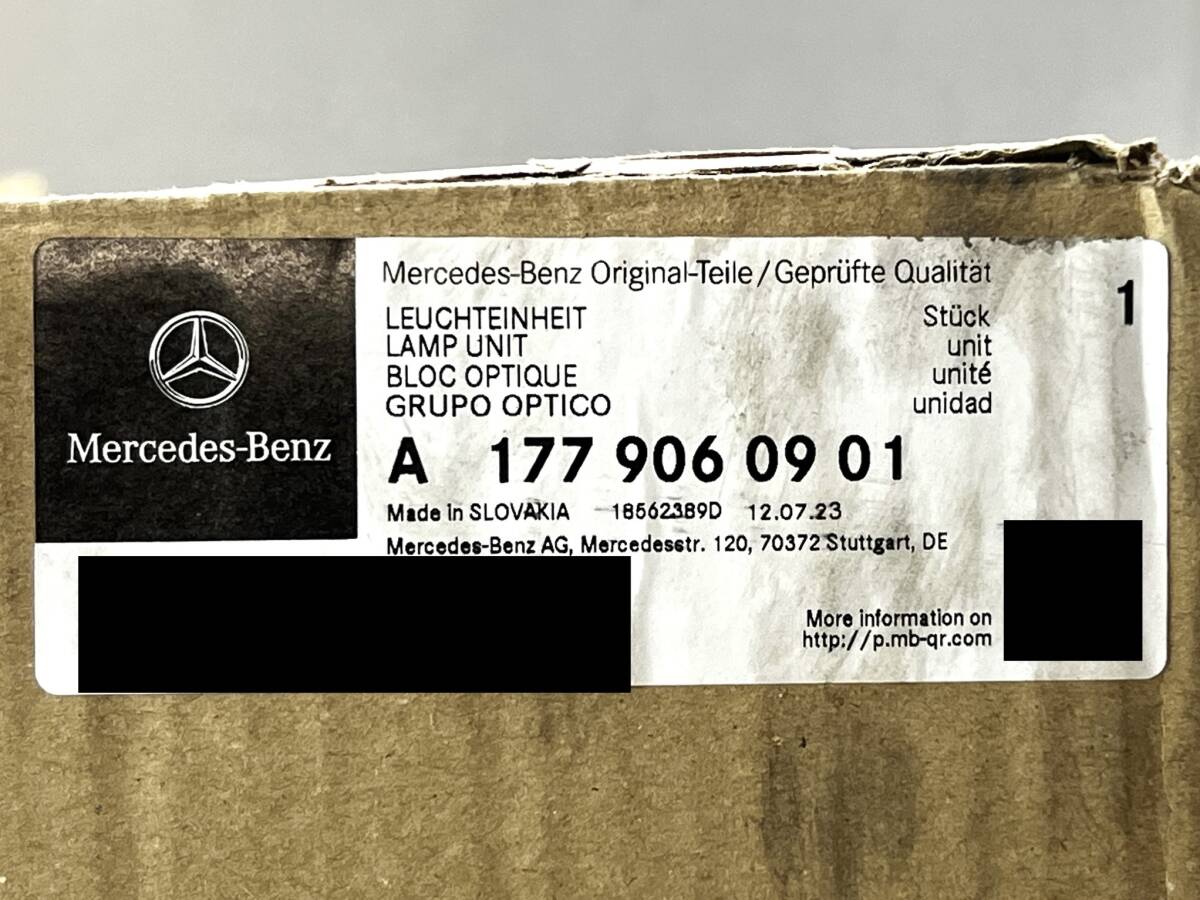 Mercedes-Benz
Mercedes-Benz Original-Teile/Geprüfte Qualität
LEUCHTEINHEIT Stück 1
LAMP UNIT unit
BLOC OPTIQUE unité
GRUPO OPTICO unidad
A 177 906 09 01
Made in SLOVAKIA 18562389D 12.07.23
Mercedes-Benz AG, Mercedesstr. 120, 70372 Stuttgart, DE
More information on
http://p.mb-qr.com